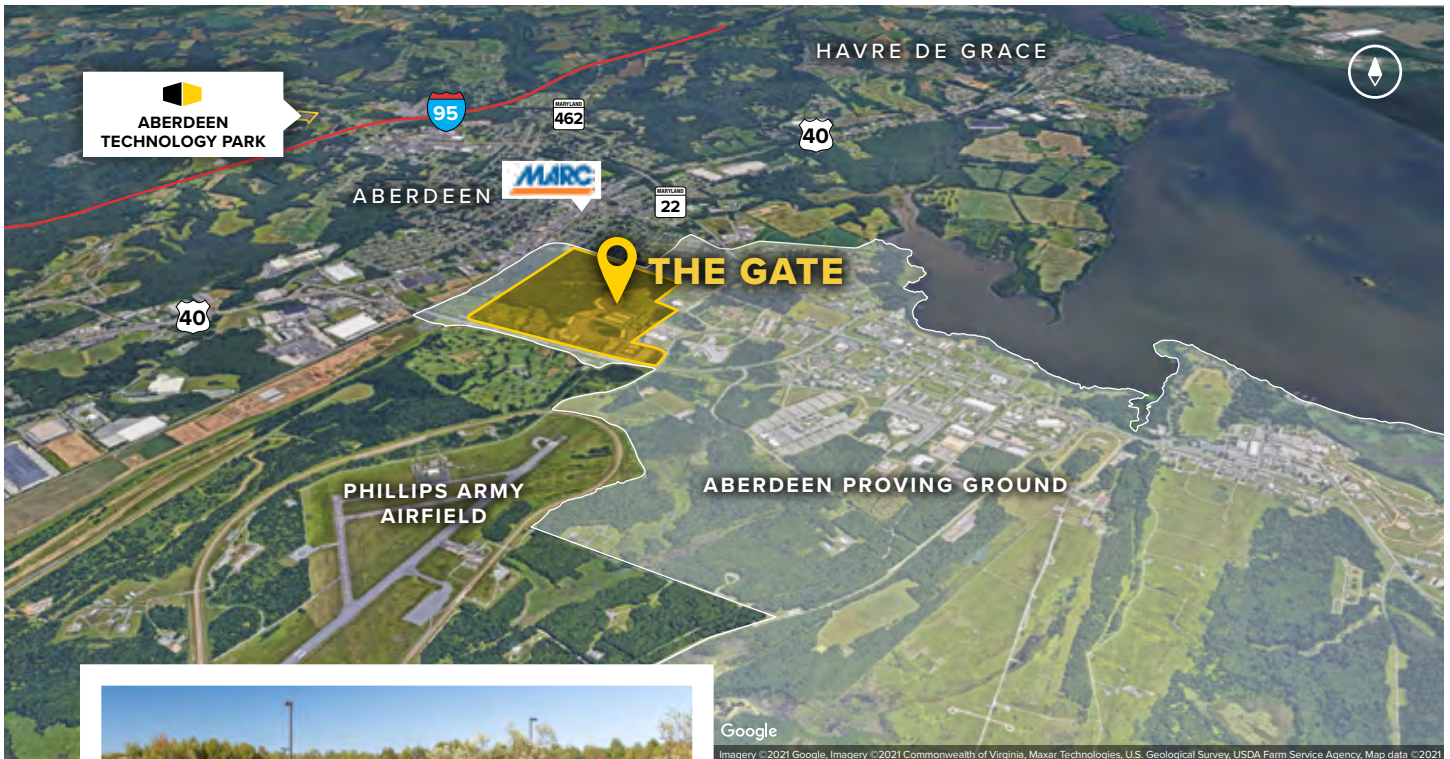 HAVRE DE GRACE
ABERDEEN
TECHNOLOGY PARK
95
MARYLAND
462
40
ABERDEEN
MARC
MARYLAND
22
THE GATE
40
PHILLIPS ARMY
AIRFIELD
ABERDEEN PROVING GROUND
Google
Imagery ©2021 Google, Imagery ©2021 Commonwealth of Virginia, Maxar Technologies, U.S. Geological Survey, USDA Farm Service Agency, Map data ©2021